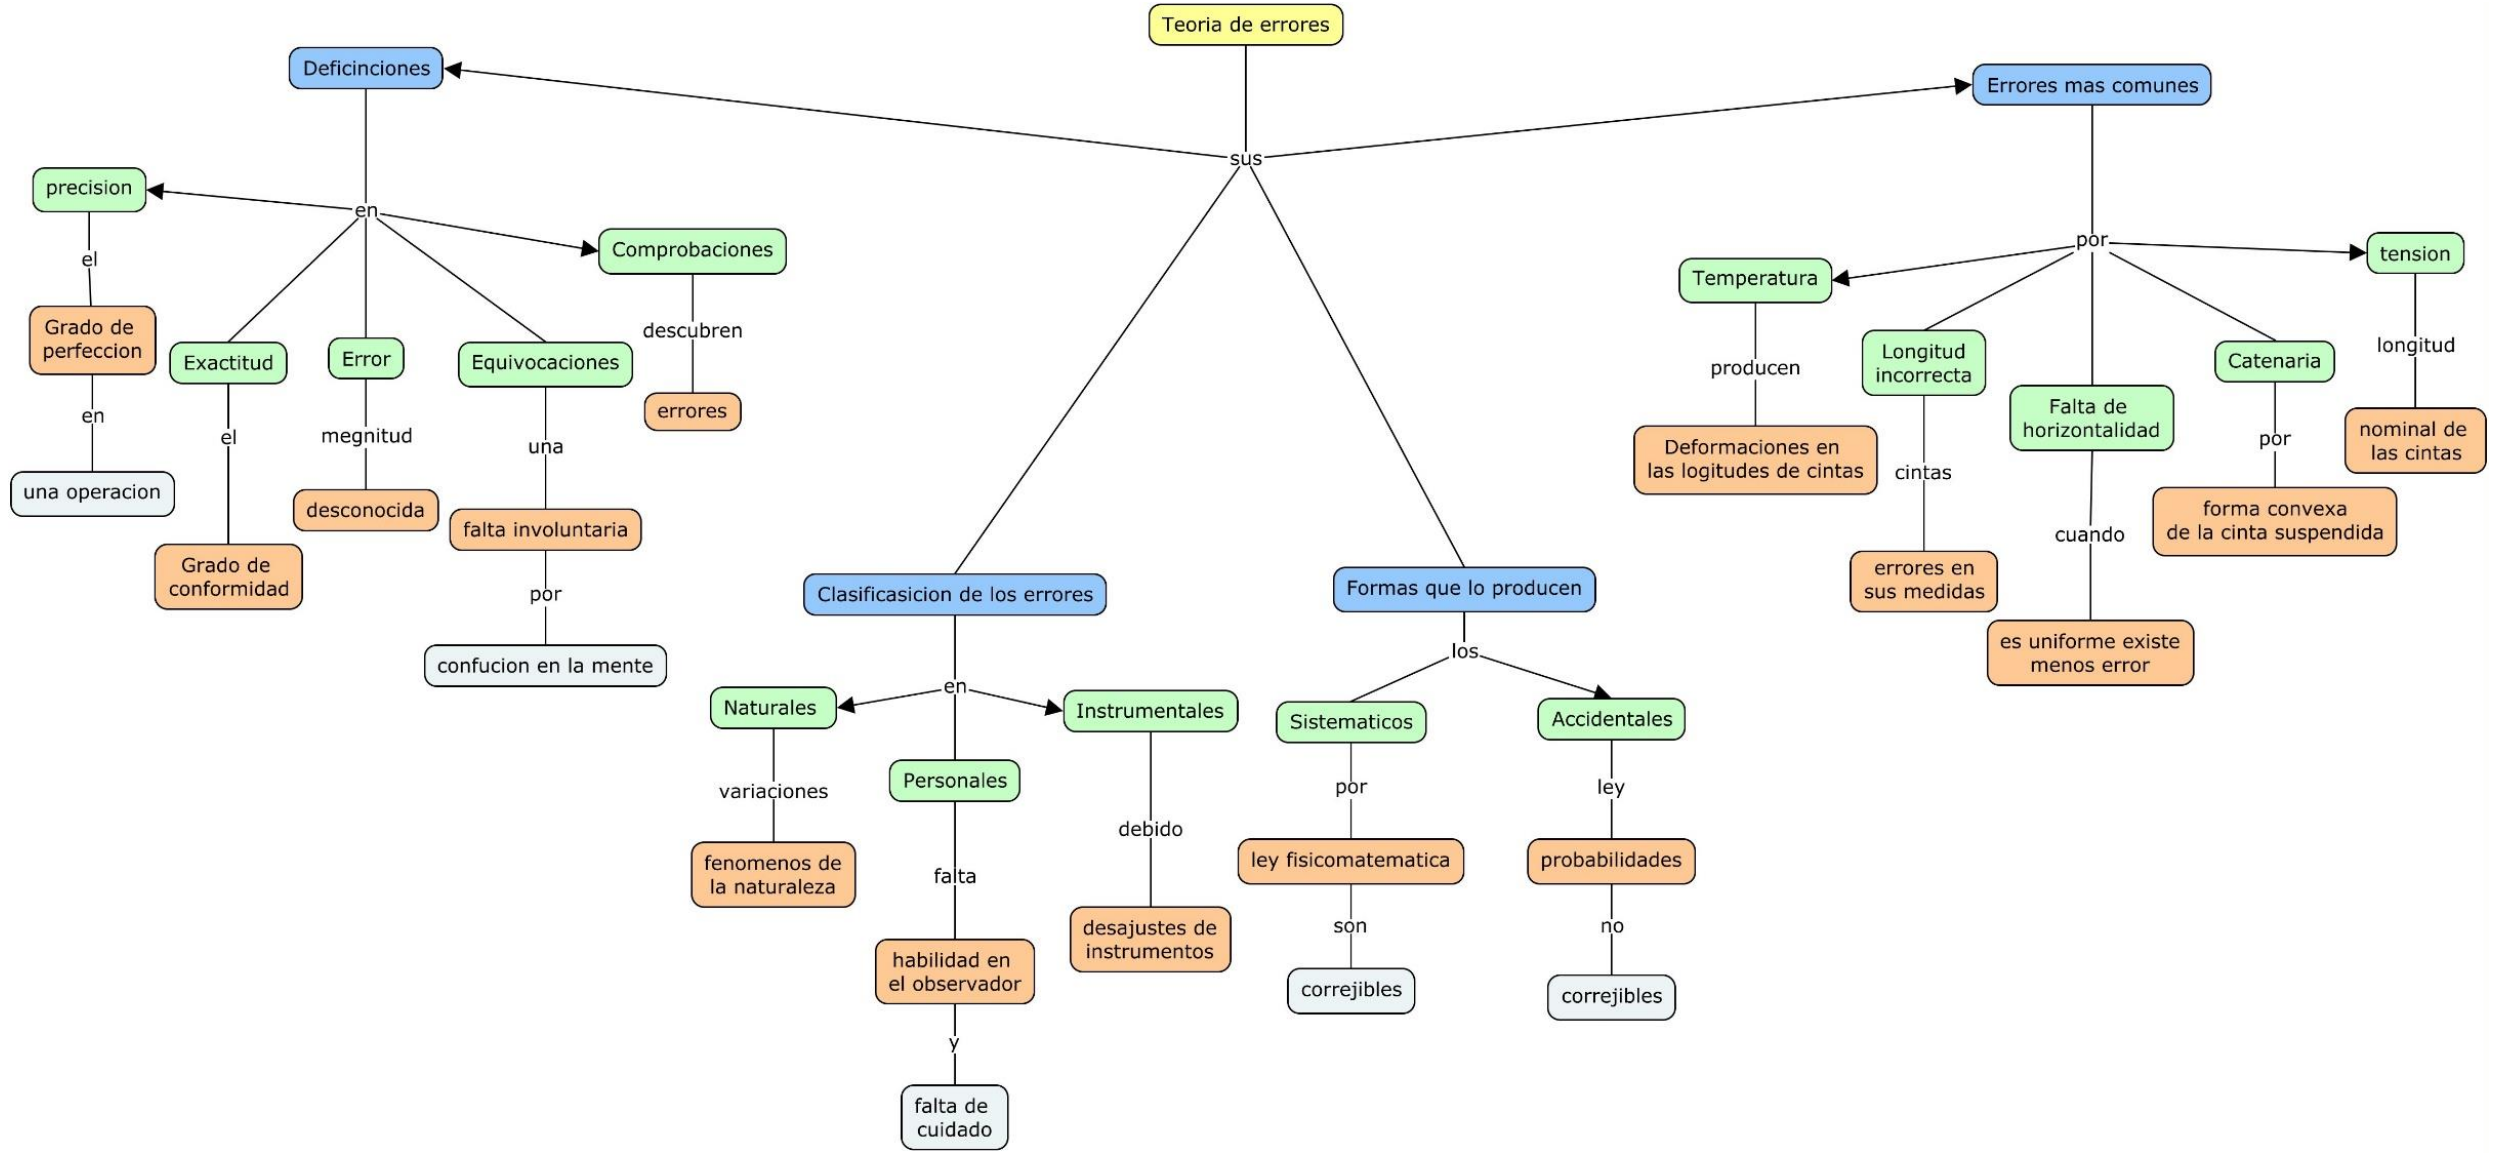 Teoria de errores
Deficinciones
Errores mas comunes
sus
precision
en
Comprobaciones
por
tension
Temperatura
el
descubren
Grado de
perfeccion
Exactitud
Error
Equivocaciones
Longitud
incorrecta
Catenaria
longitud
producen
errores
Falta de
horizontalidad
en
el
megnitud
una
Deformaciones en
las logitudes de cintas
cintas
por
nominal de
las cintas
una operacion
desconocida
falta involuntaria
forma convexa
de la cinta suspendida
cuando
Grado de
conformidad
por
errores en
sus medidas
Clasificasicion de los errores
Formas que lo producen
es uniforme existe
menos error
confucion en la mente
en
los
Naturales
Instrumentales
Sistematicos
Accidentales
Personales
variaciones
por
ley
debido
fenomenos de
la naturaleza
falta
ley fisicomatematica
probabilidades
desajustes de
instrumentos
son
no
habilidad en
el observador
correjibles
correjibles
y
falta de
cuidado